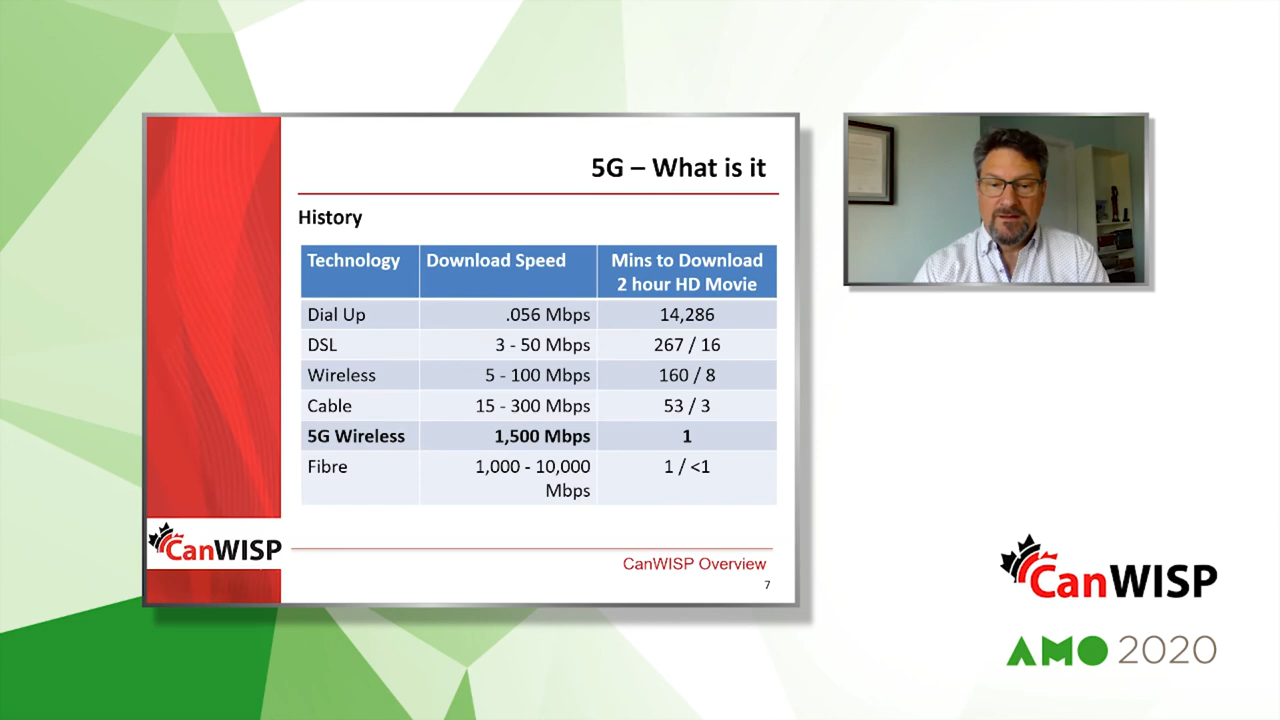 5G – What is it
History
Technology Download Speed Mins to Download
2 hour HD Movie
Dial Up .056 Mbps 14,286
DSL 3 - 50 Mbps 267 / 16
Wireless 5 - 100 Mbps 160 / 8
Cable 15 - 300 Mbps 53 / 3
5G Wireless 1,500 Mbps 1
Fibre 1,000 - 10,000 1 / <1
Mbps
CanWISP
CanWISP Overview
7
CanWISP
AMO 2020